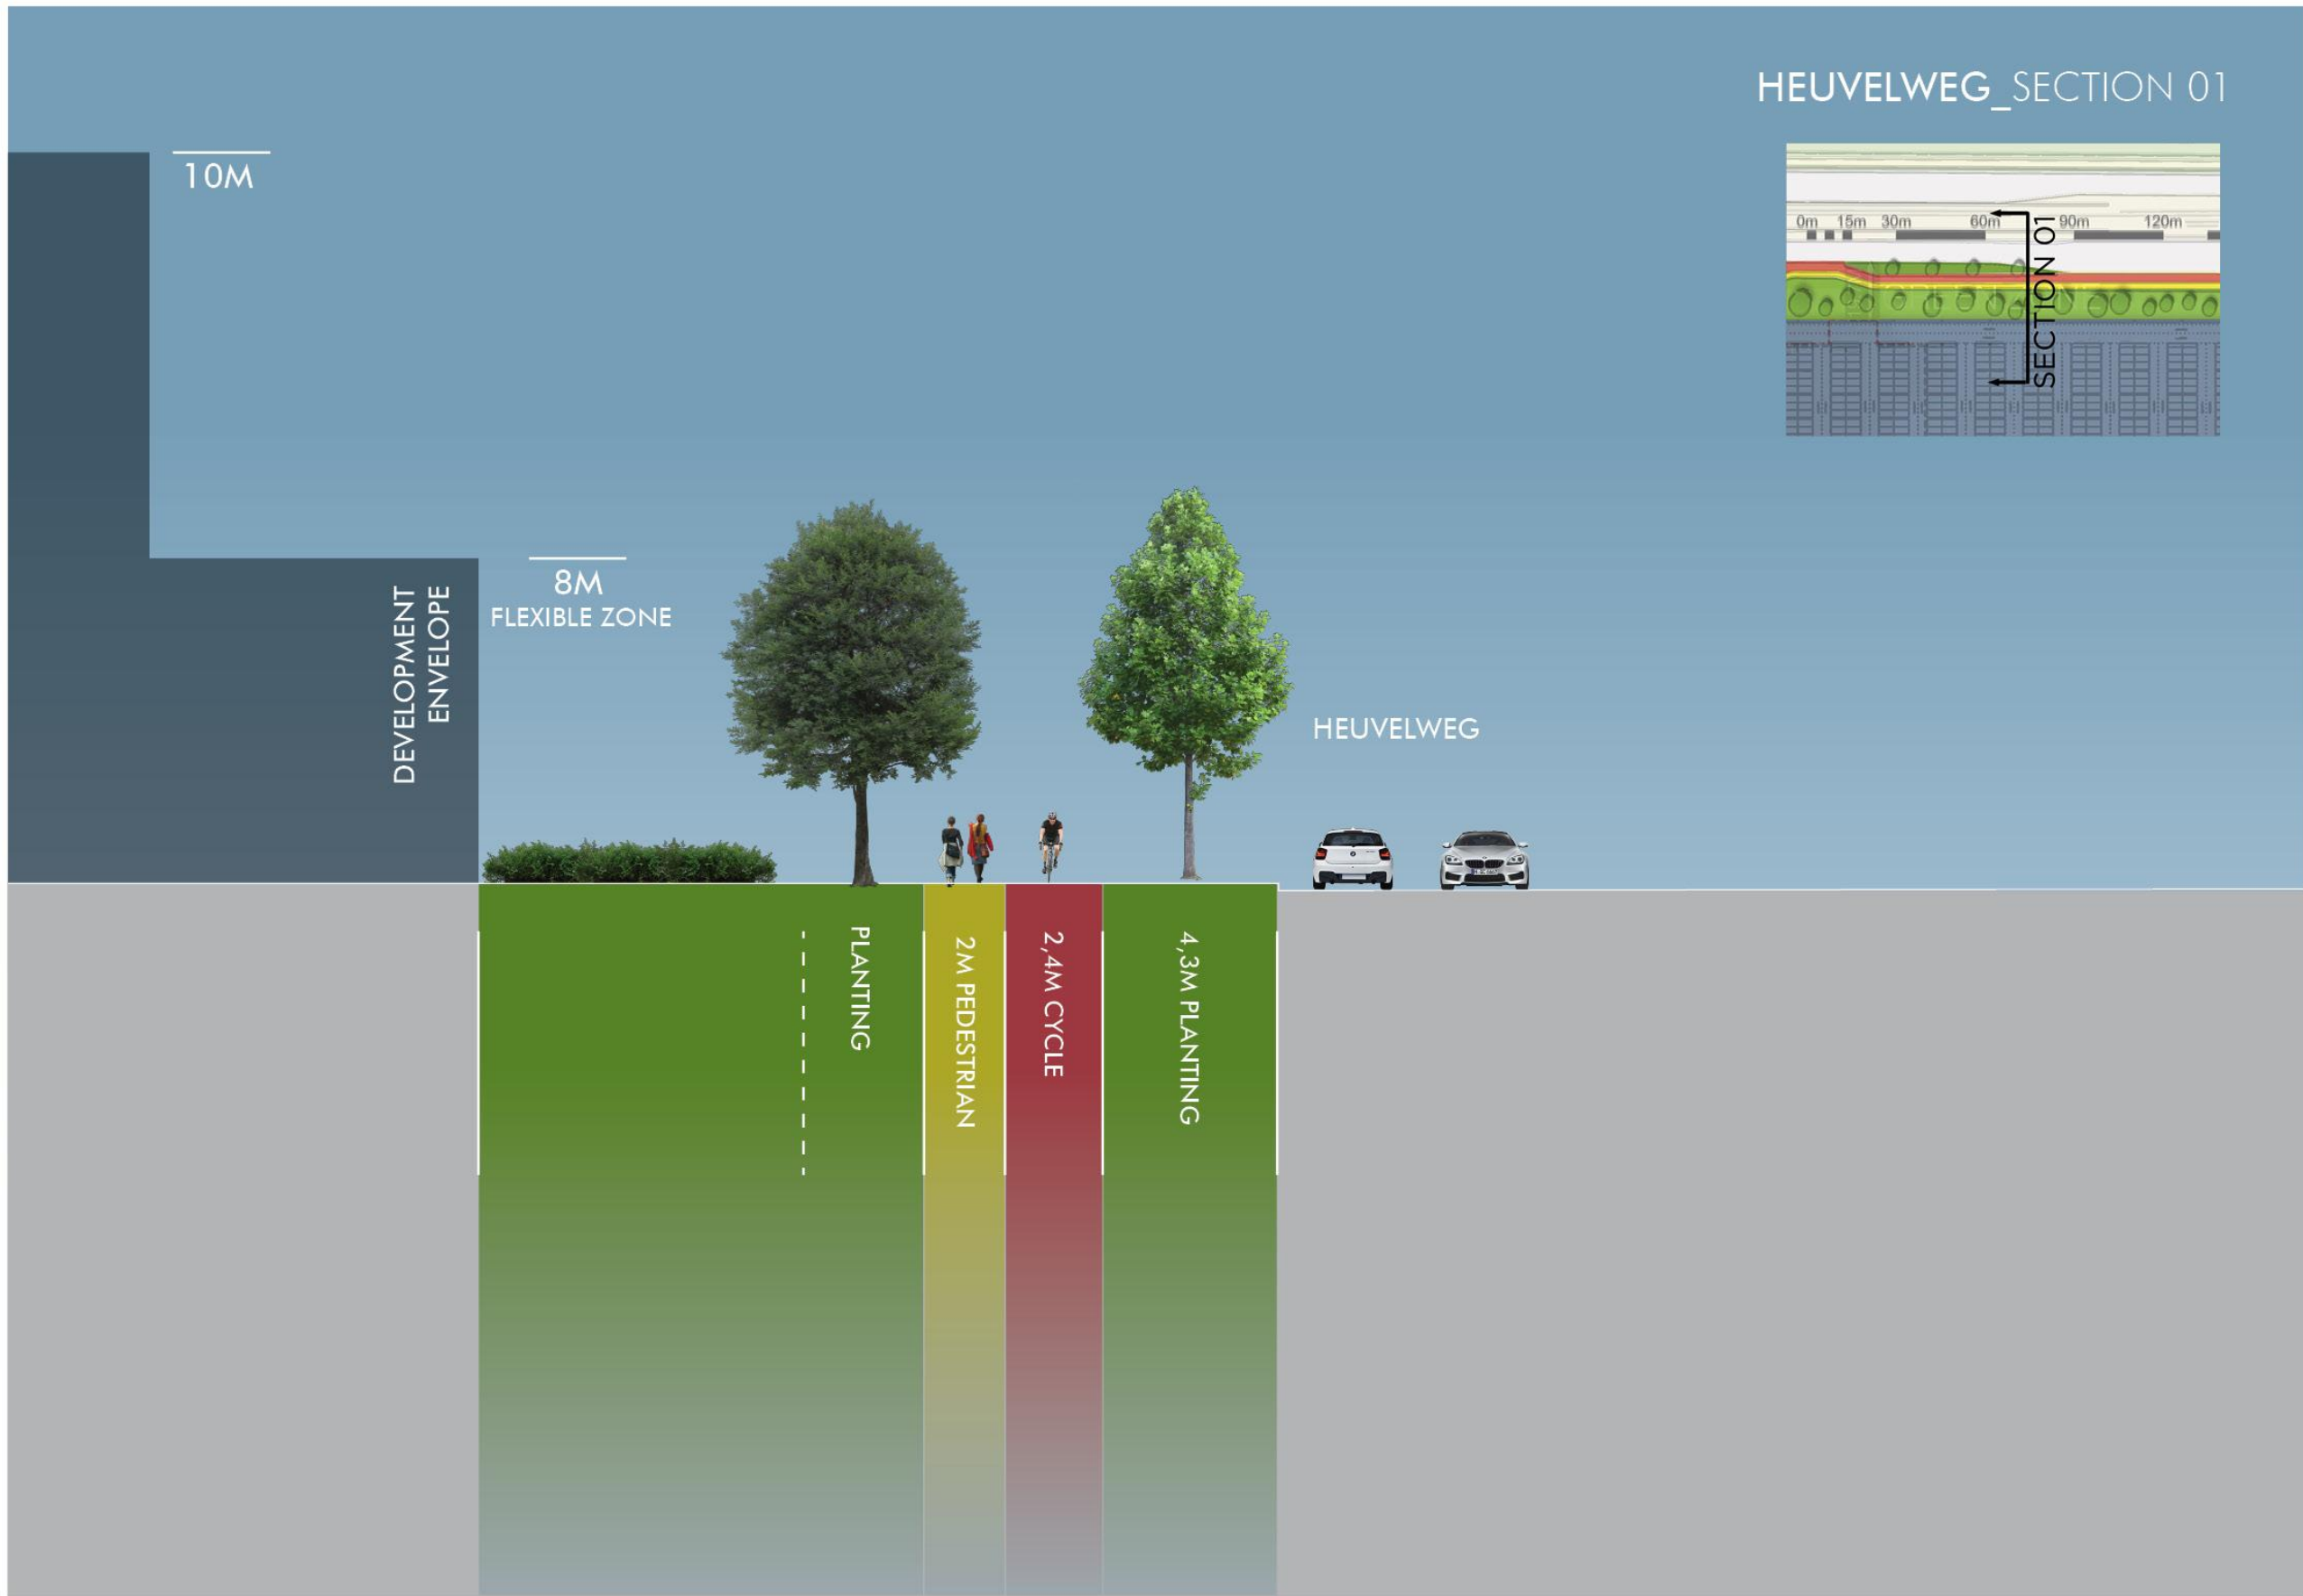 HEUVELWEG_SECTION 01
10M
0m 15m 30m 60m 90m 120m
SECTION 01
8M
FLEXIBLE ZONE
DEVELOPMENT
ENVELOPE
HEUVELWEG
PLANTING
2M PEDESTRIAN
2,4M CYCLE
4,3M PLANTING